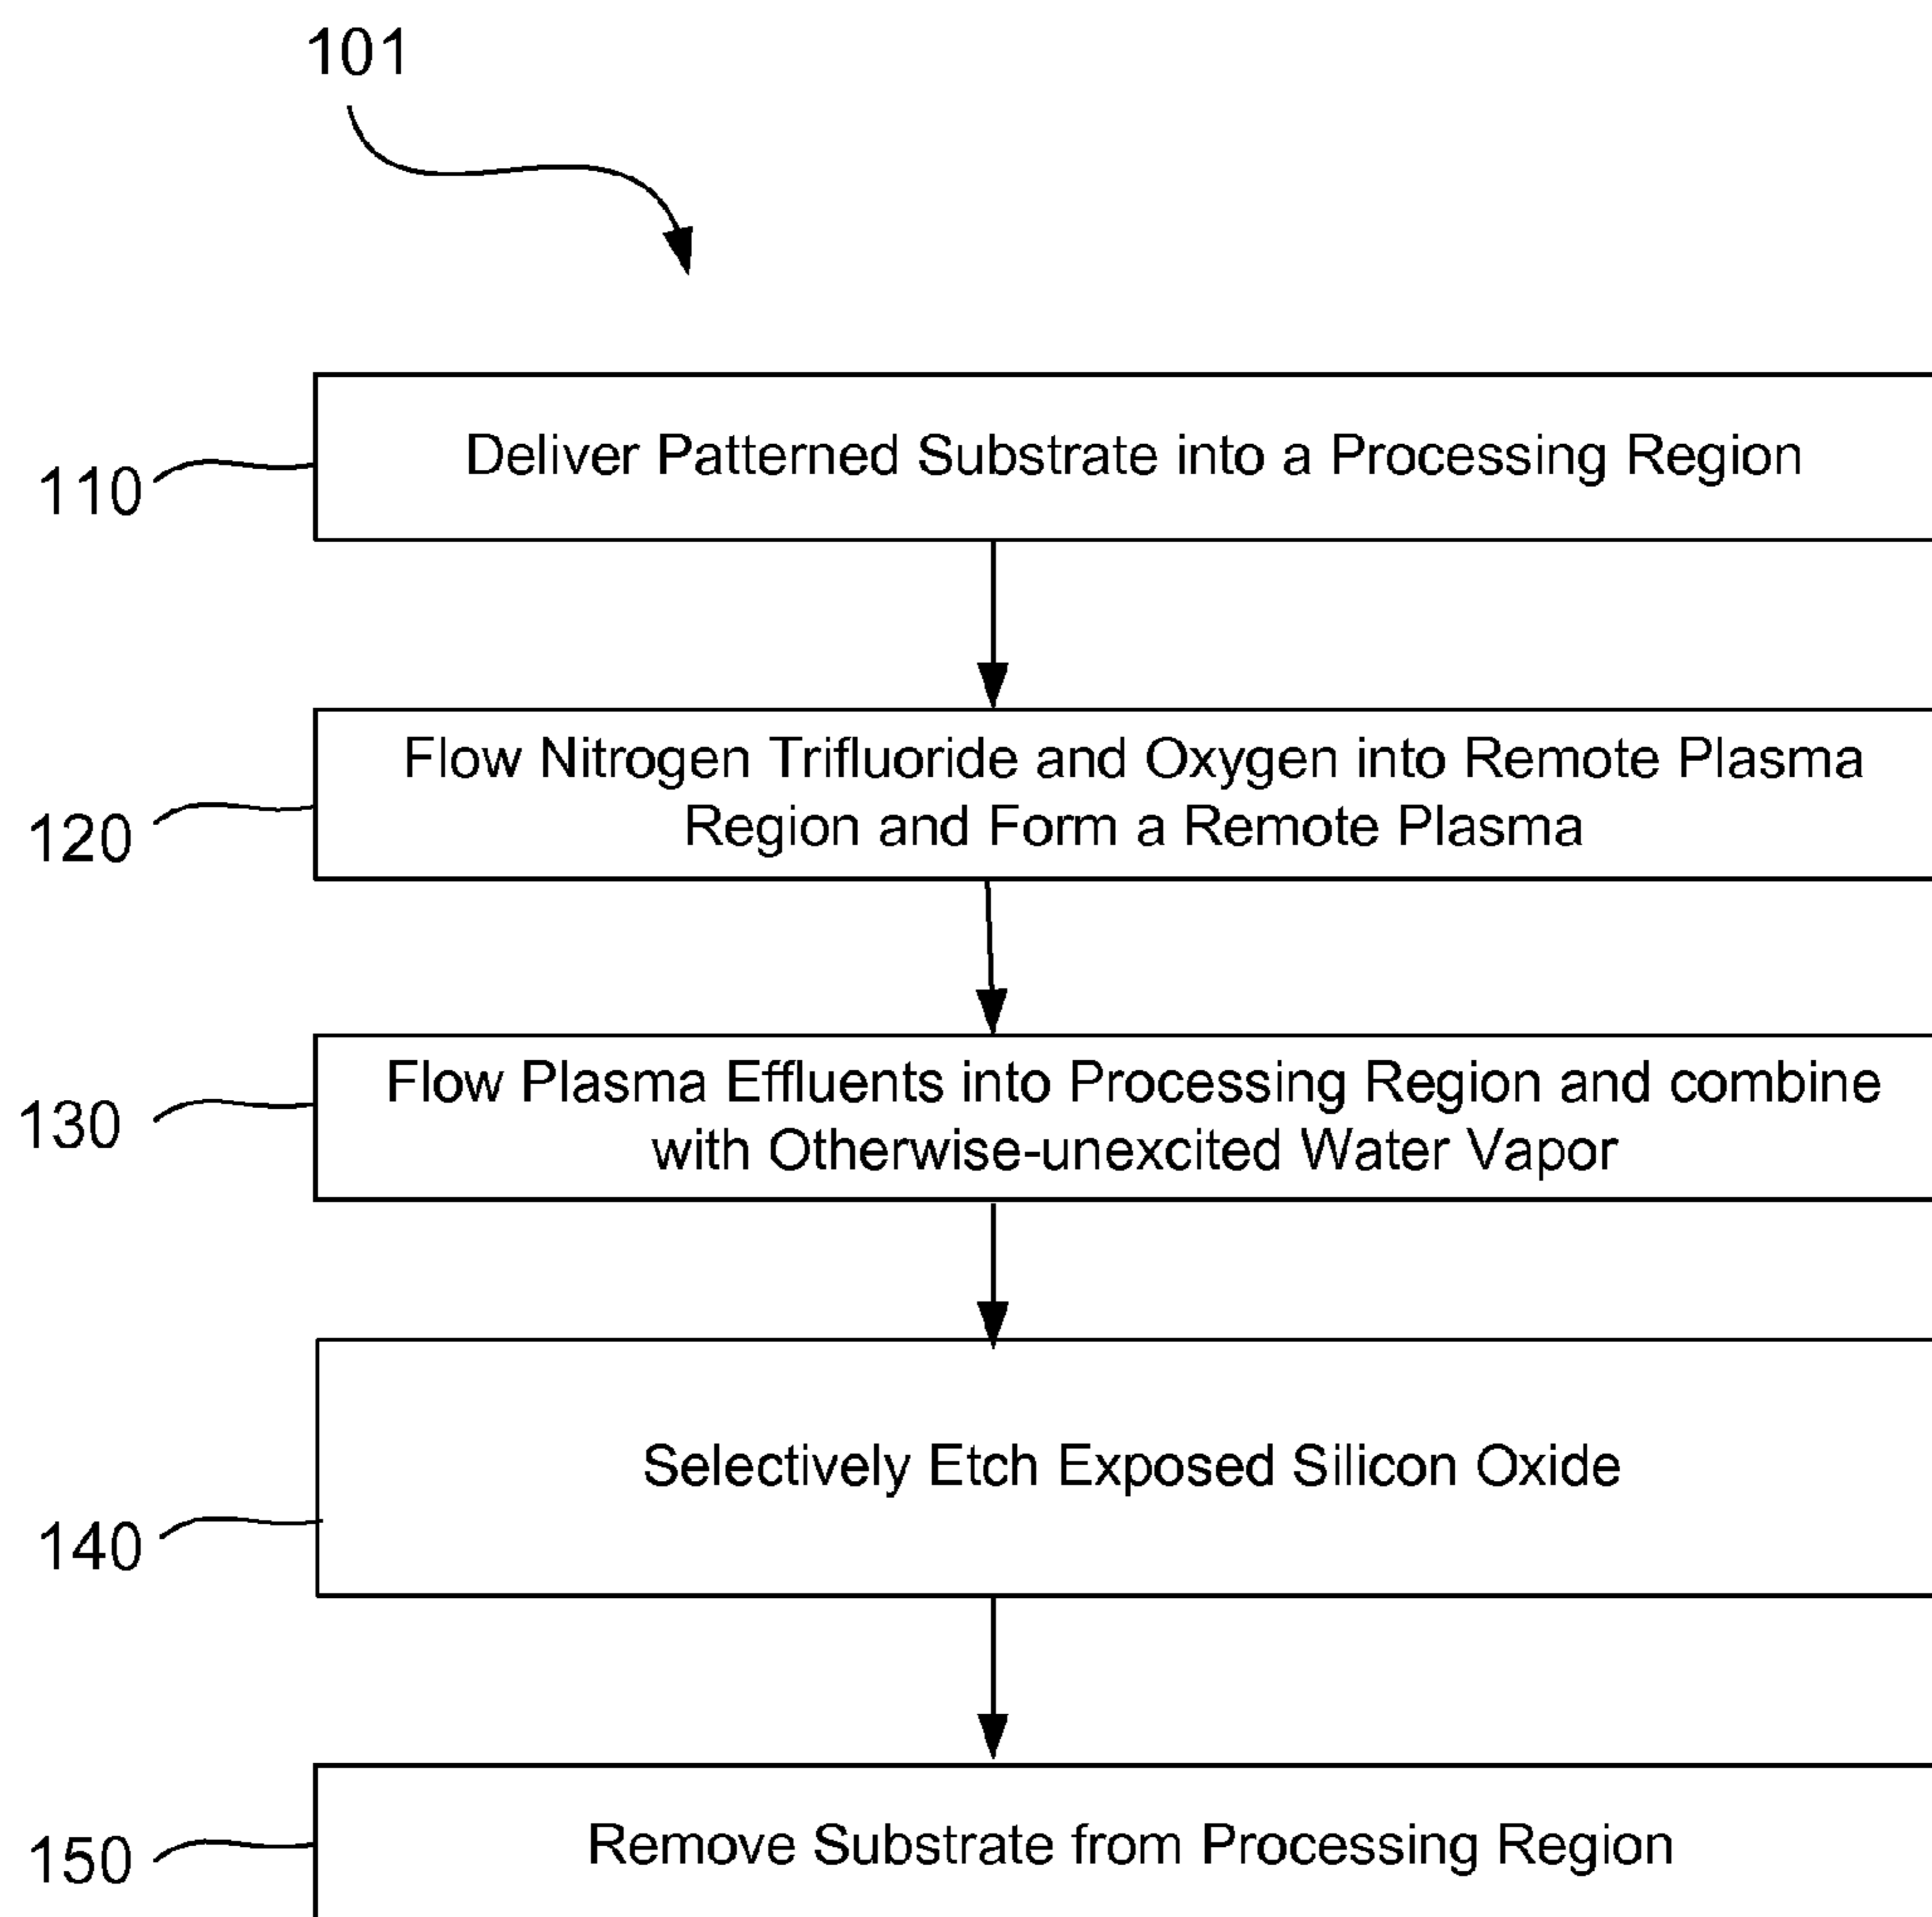 101
110
Deliver Patterned Substrate into a Processing Region
120
Flow Nitrogen Trifluoride and Oxygen into Remote Plasma
Region and Form a Remote Plasma
130
Flow Plasma Effluents into Processing Region and combine
with Otherwise-unexcited Water Vapor
140
Selectively Etch Exposed Silicon Oxide
150
Remove Substrate from Processing Region